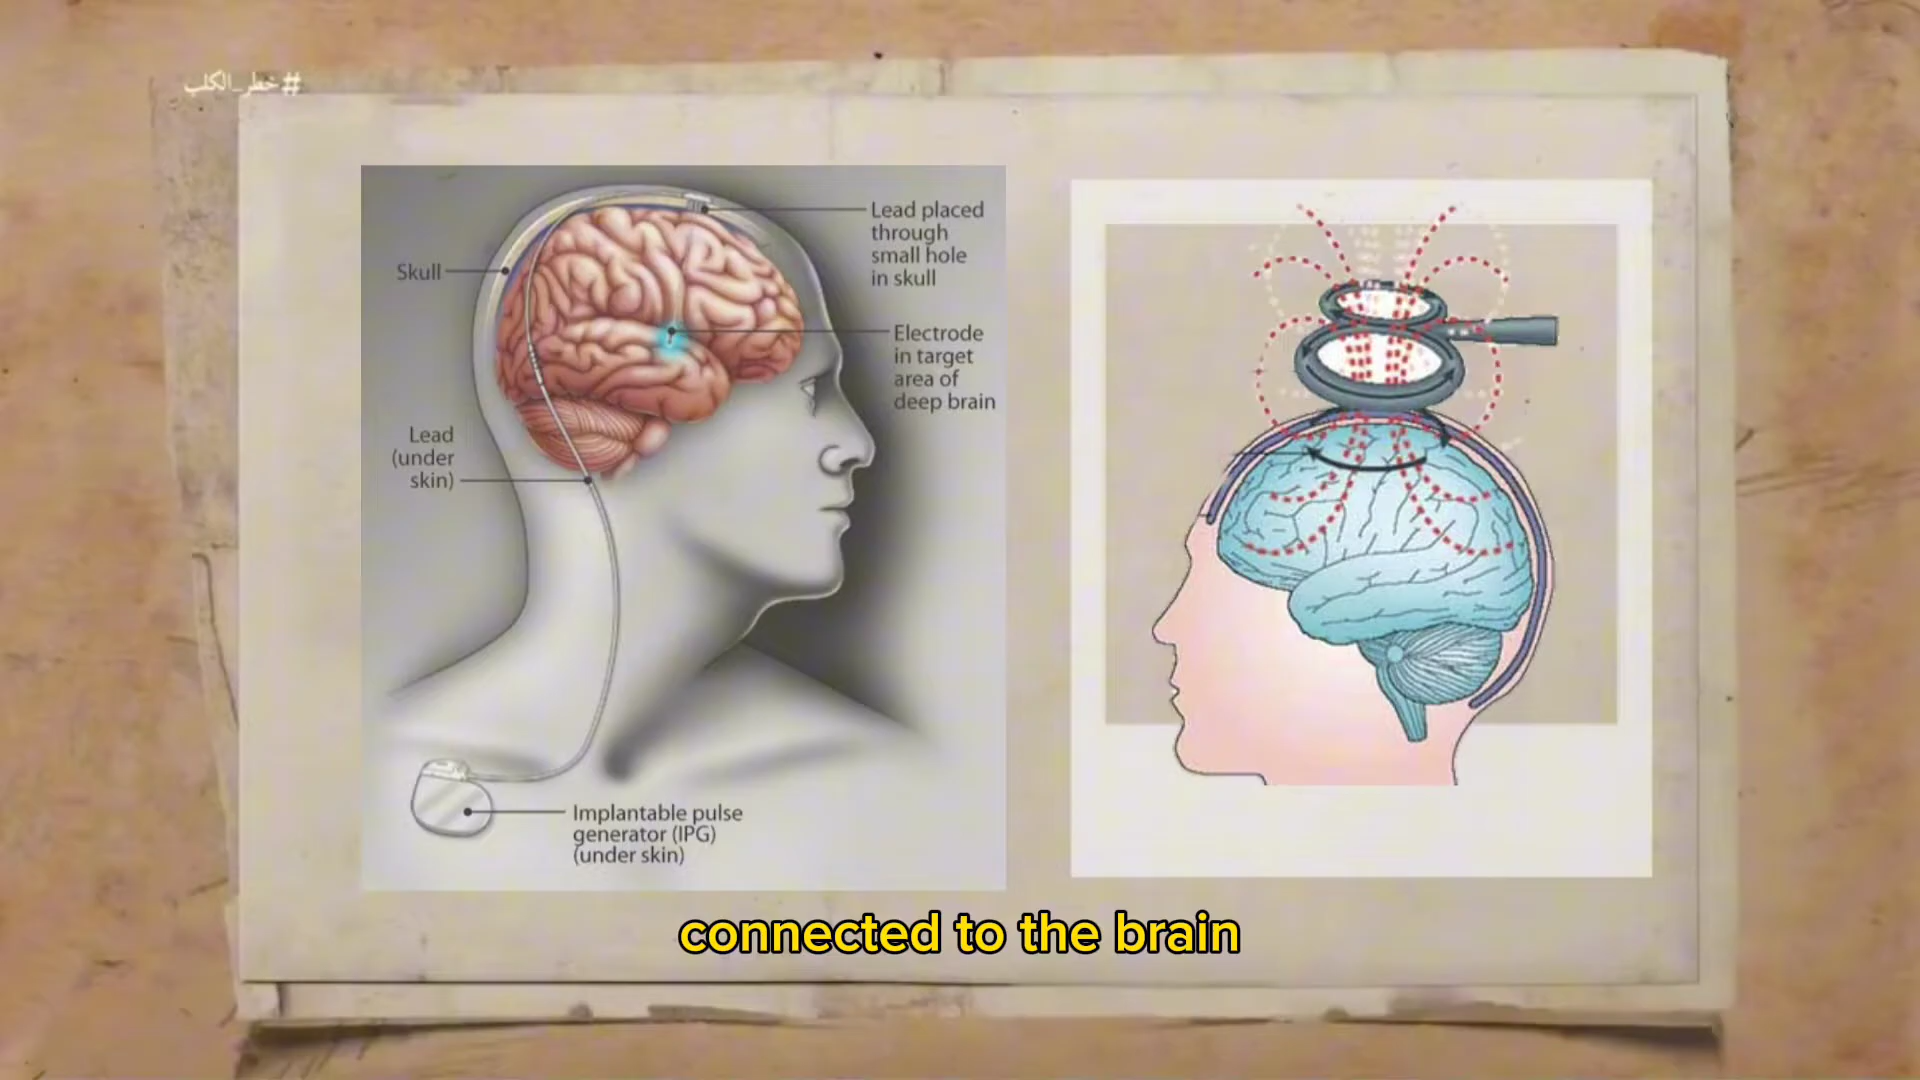 #خطر_الكلب
Lead placed
through
small hole
in skull
Skull
Electrode
in target
area of
deep brain
Lead
(under
skin)
Implantable pulse
generator (IPG)
(under skin)
connected to the brain